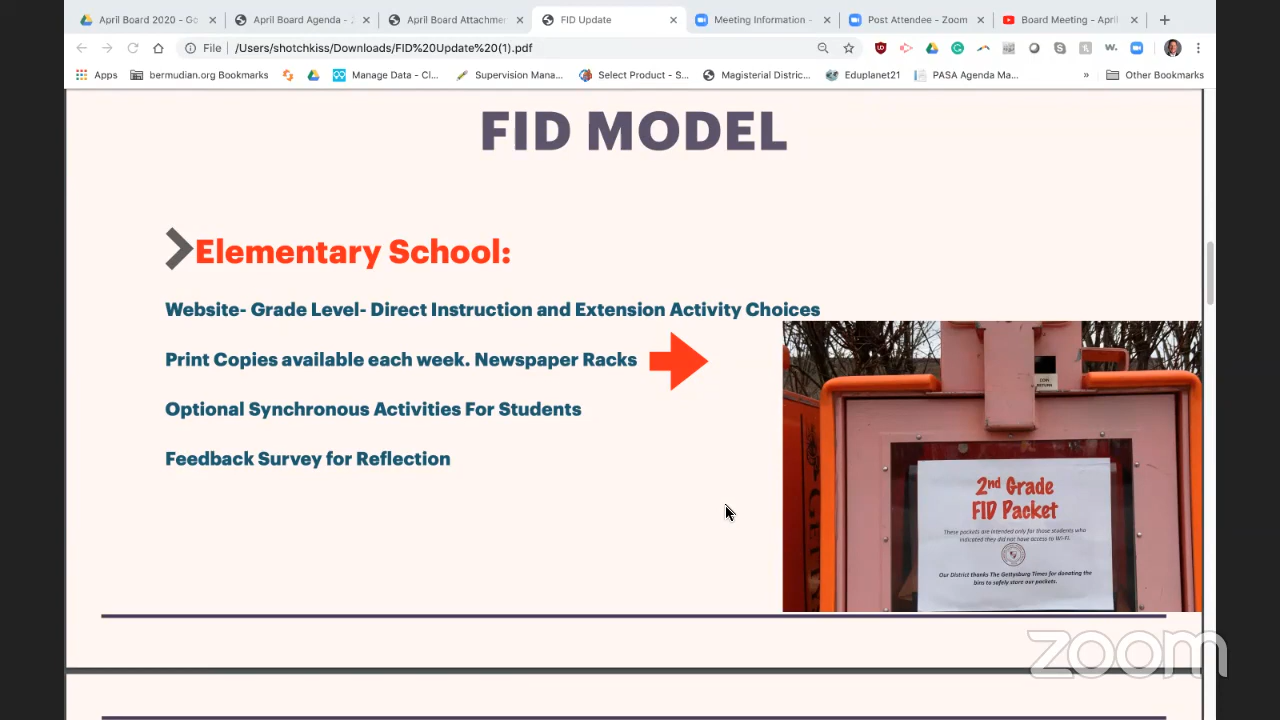 April Board 2020 - Go
April Board Agenda -
April Board Attachmer
FID Update
Meeting Information -
Post Attendee - Zoom
Board Meeting - April
File
/Users/shotchkiss/Downloads/FID%20Update%20(1).pdf
Apps
bermudian.org Bookmarks
Manage Data - Cl...
Supervision Mana...
Select Product - S...
Magisterial Distric...
Eduplanet21
PASA Agenda Ma...
»
Other Bookmarks
FID MODEL
Elementary School:
Website- Grade Level- Direct Instruction and Extension Activity Choices
Print Copies available each week. Newspaper Racks
Optional Synchronous Activities For Students
Feedback Survey for Reflection
2nd Grade
FID Packet
These packets are intented only for those students who
indicated they did not have access to Wi-Fi.
Our District thanks The Gettysburg Times for donating the
bins to safely store our packets.
zoom